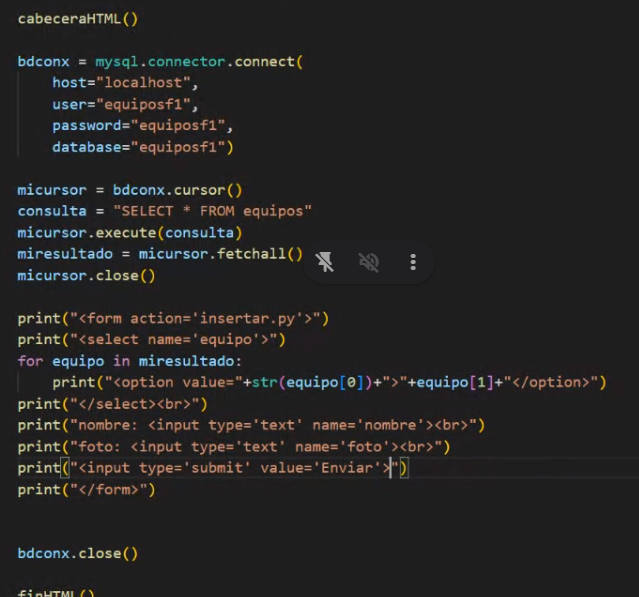 cabeceraHTML()
bdconx = mysql.connector.connect(
host="localhost",
user="equiposf1",
password="equiposf1",
database="equiposf1")
micursor = bdconx.cursor()
consulta = "SELECT * FROM equipos"
micursor.execute(consulta)
miresultado = micursor.fetchall()
micursor.close()
print("<form action='insertar.py'>")
print("<select name='equipo'>")
for equipo in miresultado:
print("<option value="+str(equipo[0])+">"+equipo[1]+"</option>")
print("</select><br>")
print("nombre: <input type='text' name='nombre'><br>")
print("foto: <input type='text' name='foto'><br>")
print("<input type='submit' value='Enviar'>")
print("</form>")
bdconx.close()
finHTML()